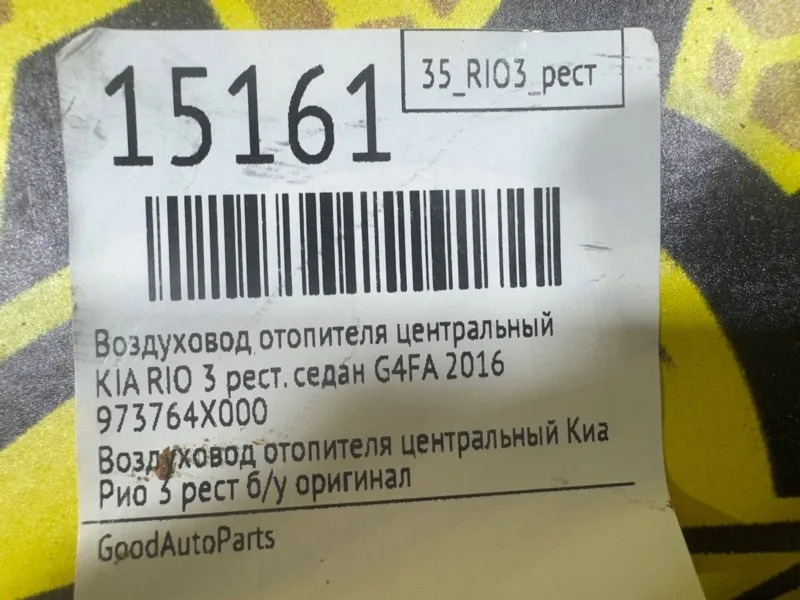 35_RIO3_рест
15161
Воздуховод отопителя центральный
KIA RIO 3 рест. седан G4FA 2016
973764X000
Воздуховод отопителя центральный Киа
Рио 3 рест б/у оригинал
GoodAutoParts